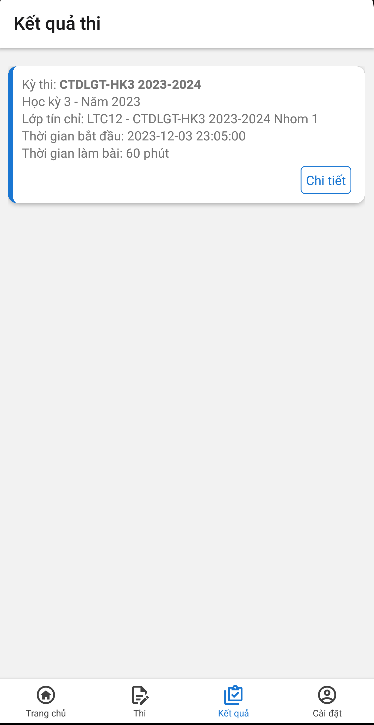 Kết quả thi
Kỳ thi: CTDLGT-HK3 2023-2024
Học kỳ 3 - Năm 2023
Lớp tín chỉ: LTC12 - CTDLGT-HK3 2023-2024 Nhom 1
Thời gian bắt đầu: 2023-12-03 23:05:00
Thời gian làm bài: 60 phút
Chi tiết
Trang chủ
Thi
Kết quả
Cài đặt